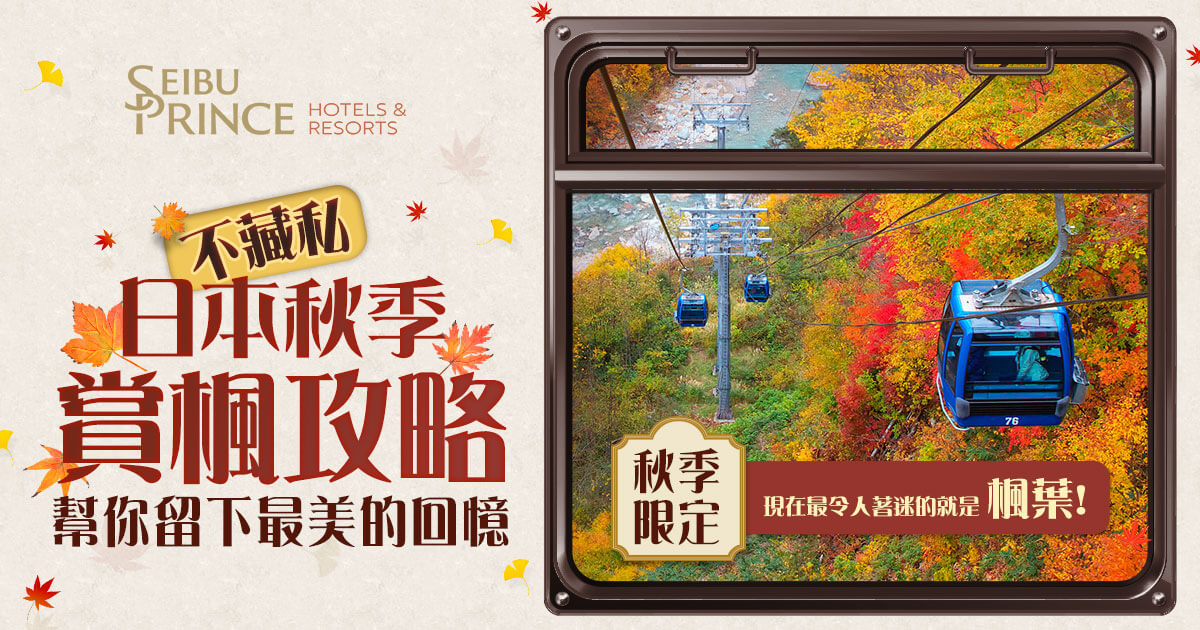 SEIBU
PRINCE HOTELS &
RESORTS
不藏私
日本秋季
賞楓攻略
幫你留下最美的回憶
秋季
限定
現在最令人著迷的就是 楓葉!
76